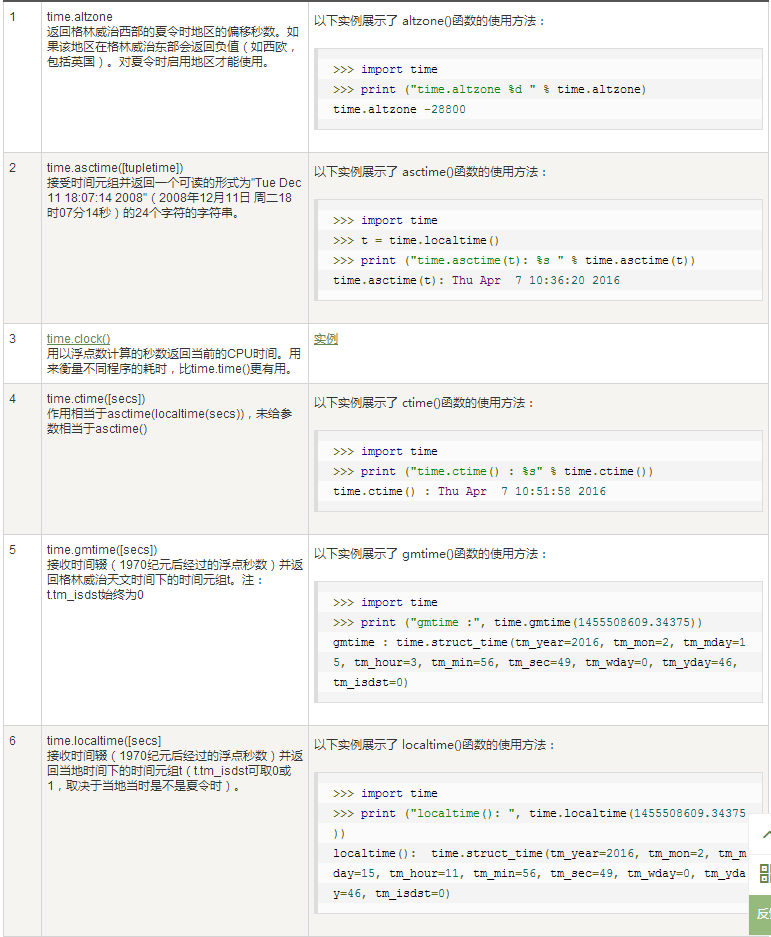 1
time.altzone
返回格林威治西部的夏令时地区的偏移秒数。如
果该地区在格林威治东部会返回负值（如西欧，
包括英国）。对夏令时启用地区才能使用。
以下实例展示了 altzone()函数的使用方法：
>>> import time
>>> print ("time.altzone %d " % time.altzone)
time.altzone -28800
2
time.asctime([tupletime])
接受时间元组并返回一个可读的形式为"Tue Dec
11 18:07:14 2008"（2008年12月11日 周二18
时07分14秒）的24个字符的字符串。
以下实例展示了 asctime()函数的使用方法：
>>> import time
>>> t = time.localtime()
>>> print ("time.asctime(t): %s " % time.asctime(t))
time.asctime(t): Thu Apr  7 10:36:20 2016
3
time.clock()
用以浮点数计算的秒数返回当前的CPU时间。用
来衡量不同程序的耗时，比time.time()更有用。
实例
4
time.ctime([secs])
作用相当于asctime(localtime(secs))，未给参
数相当于asctime()
以下实例展示了 ctime()函数的使用方法：
>>> import time
>>> print ("time.ctime() : %s" % time.ctime())
time.ctime() : Thu Apr  7 10:51:58 2016
5
time.gmtime([secs])
接收时间辍（1970纪元后经过的浮点秒数）并返
回格林威治天文时间下的时间元组t。注：
t.tm_isdst始终为0
以下实例展示了 gmtime()函数的使用方法：
>>> import time
>>> print ("gmtime :", time.gmtime(1455508609.34375))
gmtime : time.struct_time(tm_year=2016, tm_mon=2, tm_mday=1
5, tm_hour=3, tm_min=56, tm_sec=49, tm_wday=0, tm_yday=46,
tm_isdst=0)
6
time.localtime([secs]
接收时间辍（1970纪元后经过的浮点秒数）并返
回当地时间下的时间元组t（t.tm_isdst可取0或
1，取决于当地当时是不是夏令时）。
以下实例展示了 localtime()函数的使用方法：
>>> import time
>>> print ("localtime(): ", time.localtime(1455508609.34375
))
localtime():  time.struct_time(tm_year=2016, tm_mon=2, tm_m
day=15, tm_hour=11, tm_min=56, tm_sec=49, tm_wday=0, tm_yda
y=46, tm_isdst=0)
反